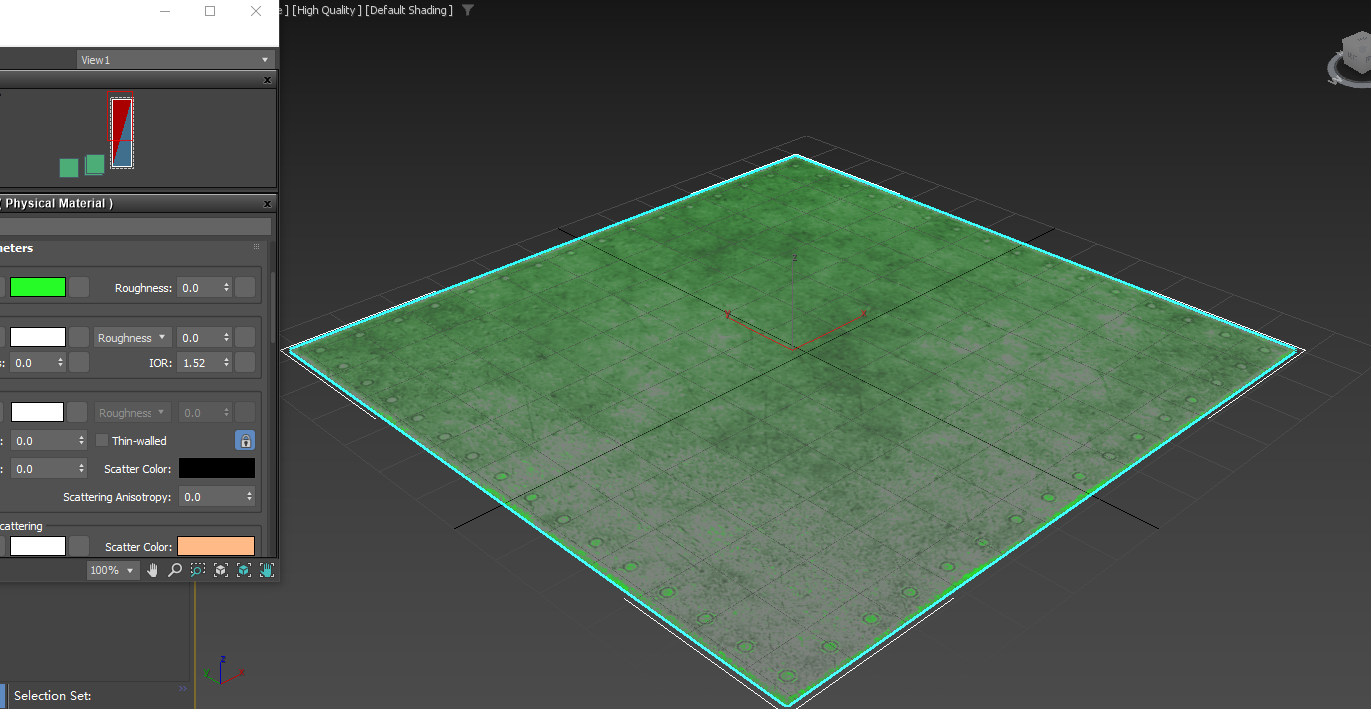 e ] [High Quality ] [Default Shading ]
View1
( Physical Material )
neters
Roughness: 0.0
Roughness 0.0
s: 0.0 IOR: 1.52
Roughness 0.0
: 0.0 Thin-walled
: 0.0 Scatter Color:
Scattering Anisotropy: 0.0
cattering
Scatter Color:
100%
z
y x
z
y x
Selection Set: